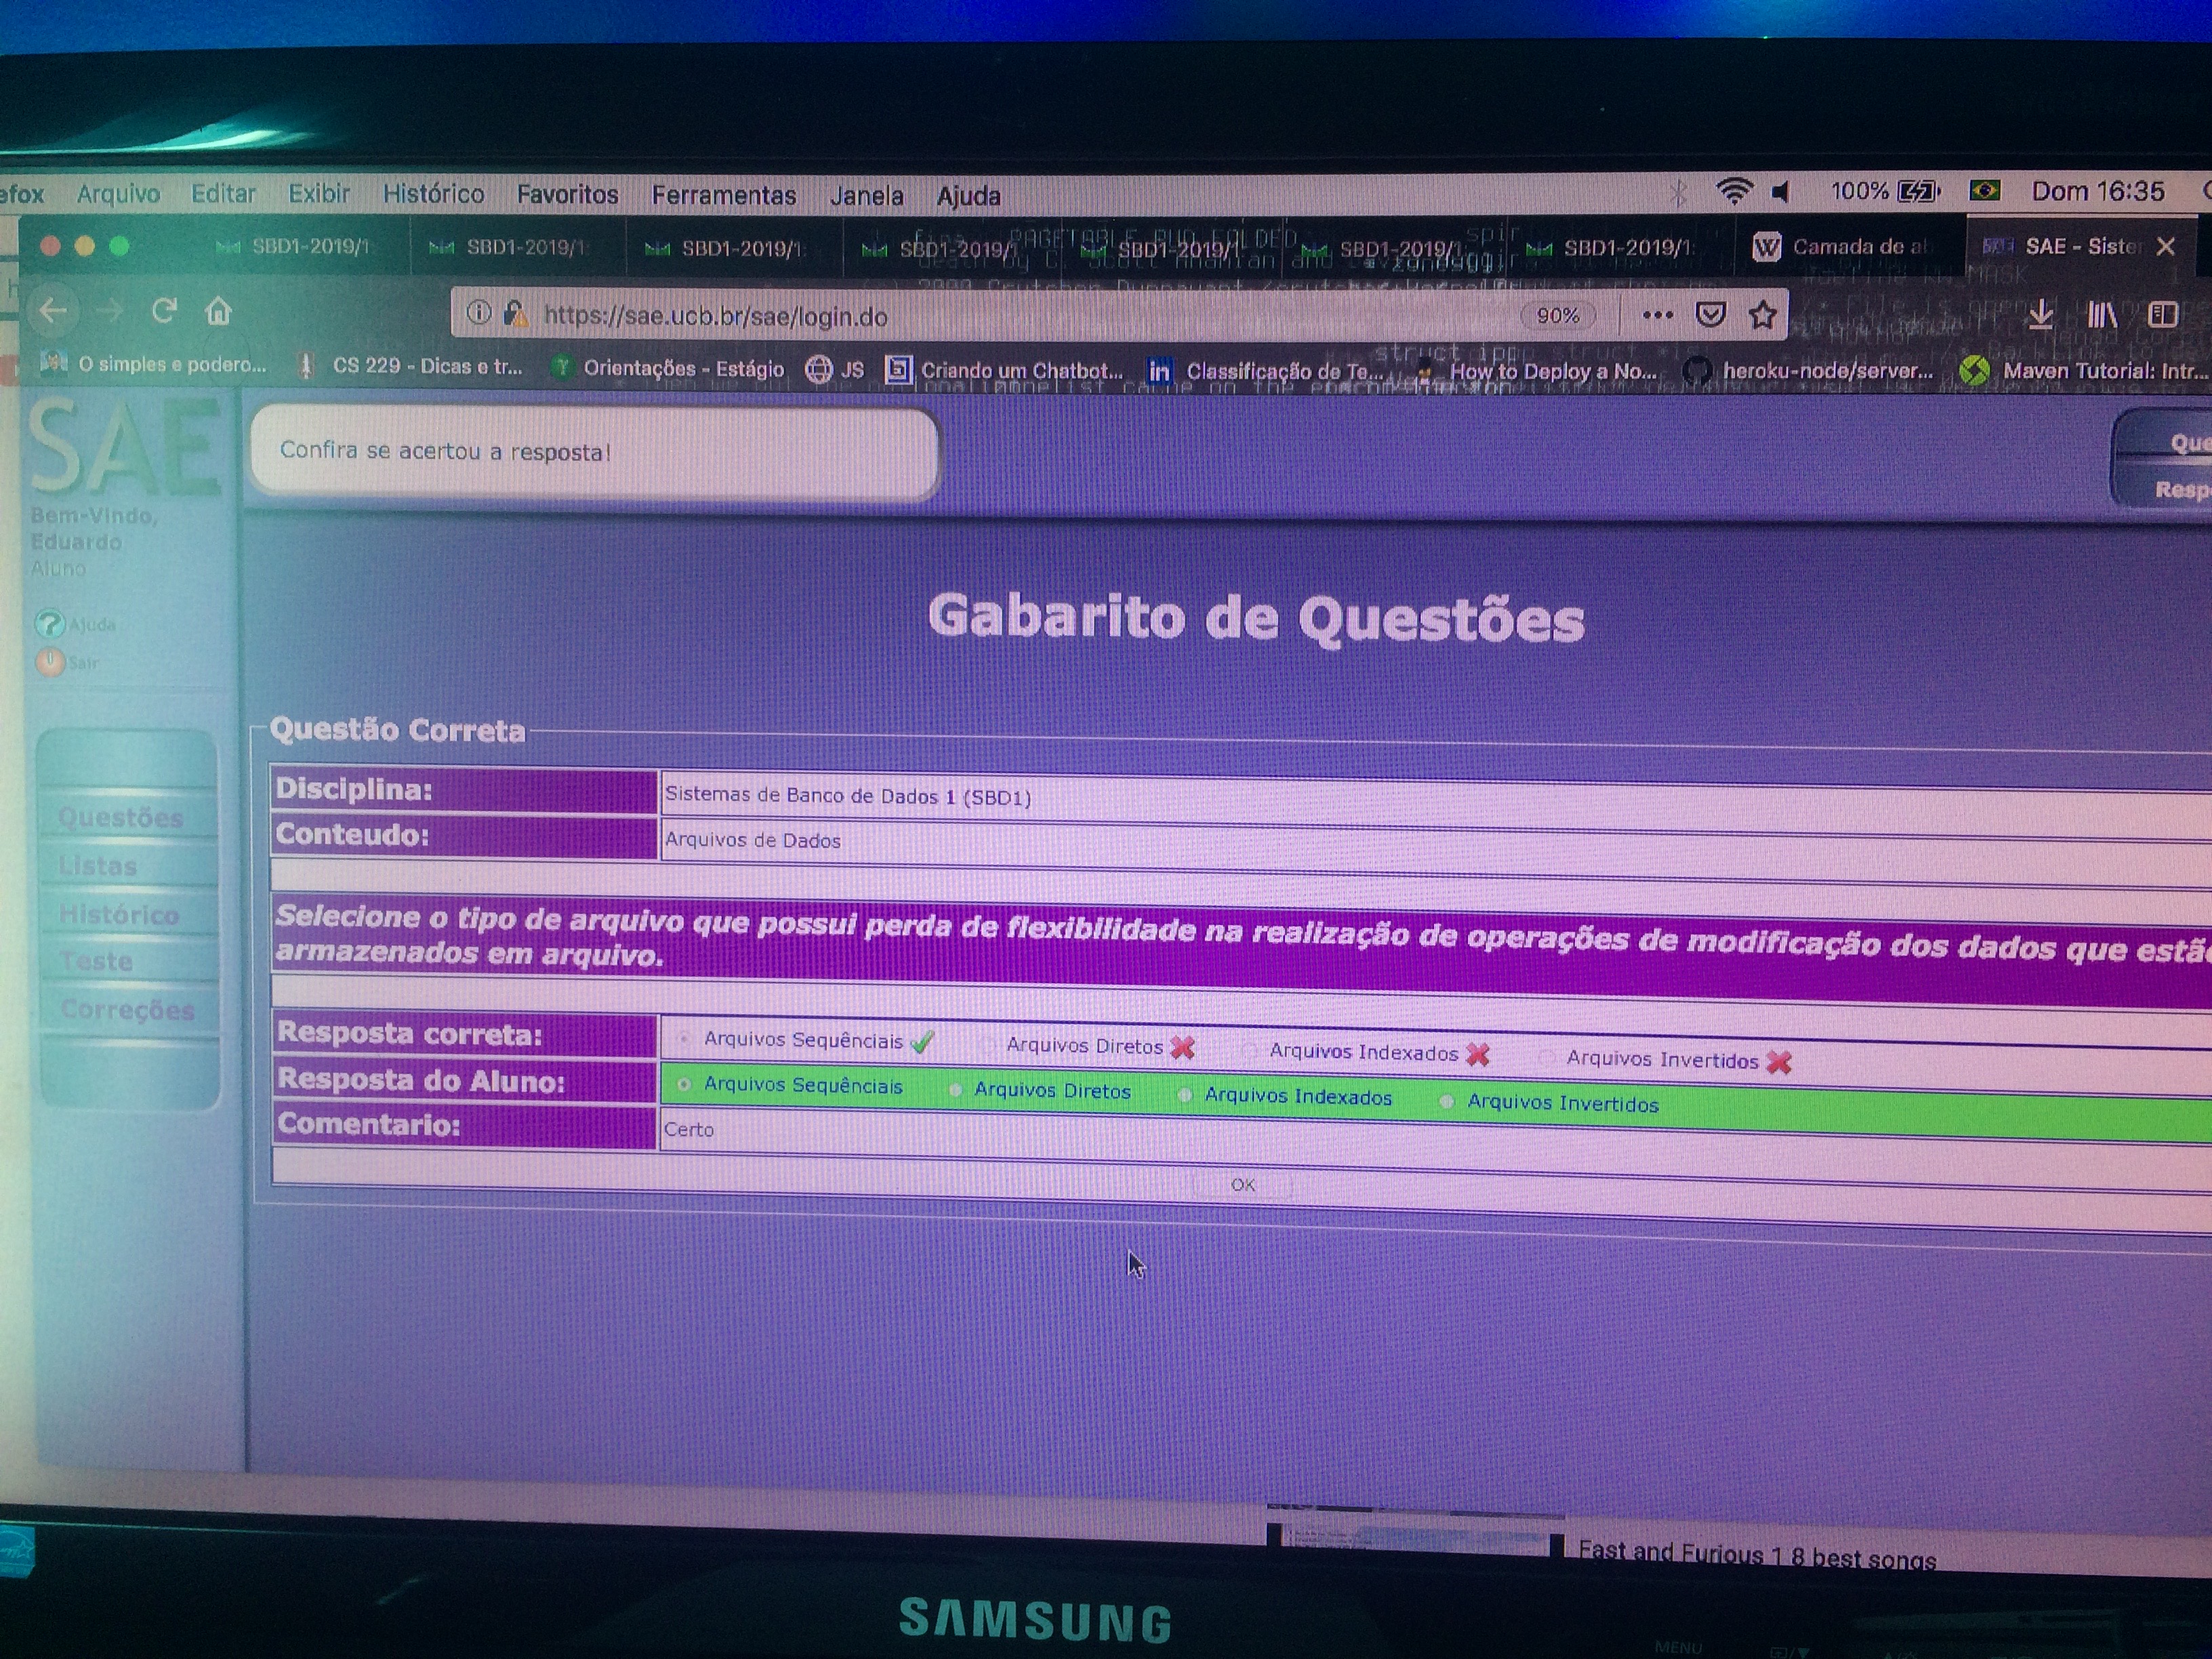 efox Arquivo Editar Exibir Histórico Favoritos Ferramentas Janela Ajuda 100% Dom 16:35
SBD1-2019/1: SBD1-2019/1: SBD1-2019/1: SBD1-2019/1: SBD1-2019/1: SBD1-2019/1: SBD1-2019/1: Camada de a SAE - Siste
https://sae.ucb.br/sae/login.do 90%
O simples e podero... CS 229 - Dicas e tr... Orientações - Estágio JS Criando um Chatbot... Classificação de Te... How to Deploy a No... heroku-node/server... Maven Tutorial: Intr...
SAE
Confira se acertou a resposta!
Que
Resp
Bem-Vindo,
Eduardo
Aluno
Ajuda
Sair
Gabarito de Questões
Questão Correta
Disciplina: Sistemas de Banco de Dados 1 (SBD1)
Conteudo: Arquivos de Dados
Questões
Listas
Histórico
Teste
Correções
Selecione o tipo de arquivo que possui perda de flexibilidade na realização de operações de modificação dos dados que estão
armazenados em arquivo.
Resposta correta: Arquivos Sequênciais Arquivos Diretos Arquivos Indexados Arquivos Invertidos
Resposta do Aluno: Arquivos Sequênciais Arquivos Diretos Arquivos Indexados Arquivos Invertidos
Comentario: Certo
OK
Fast and Furious 1 8 best songs
SAMSUNG
MENU